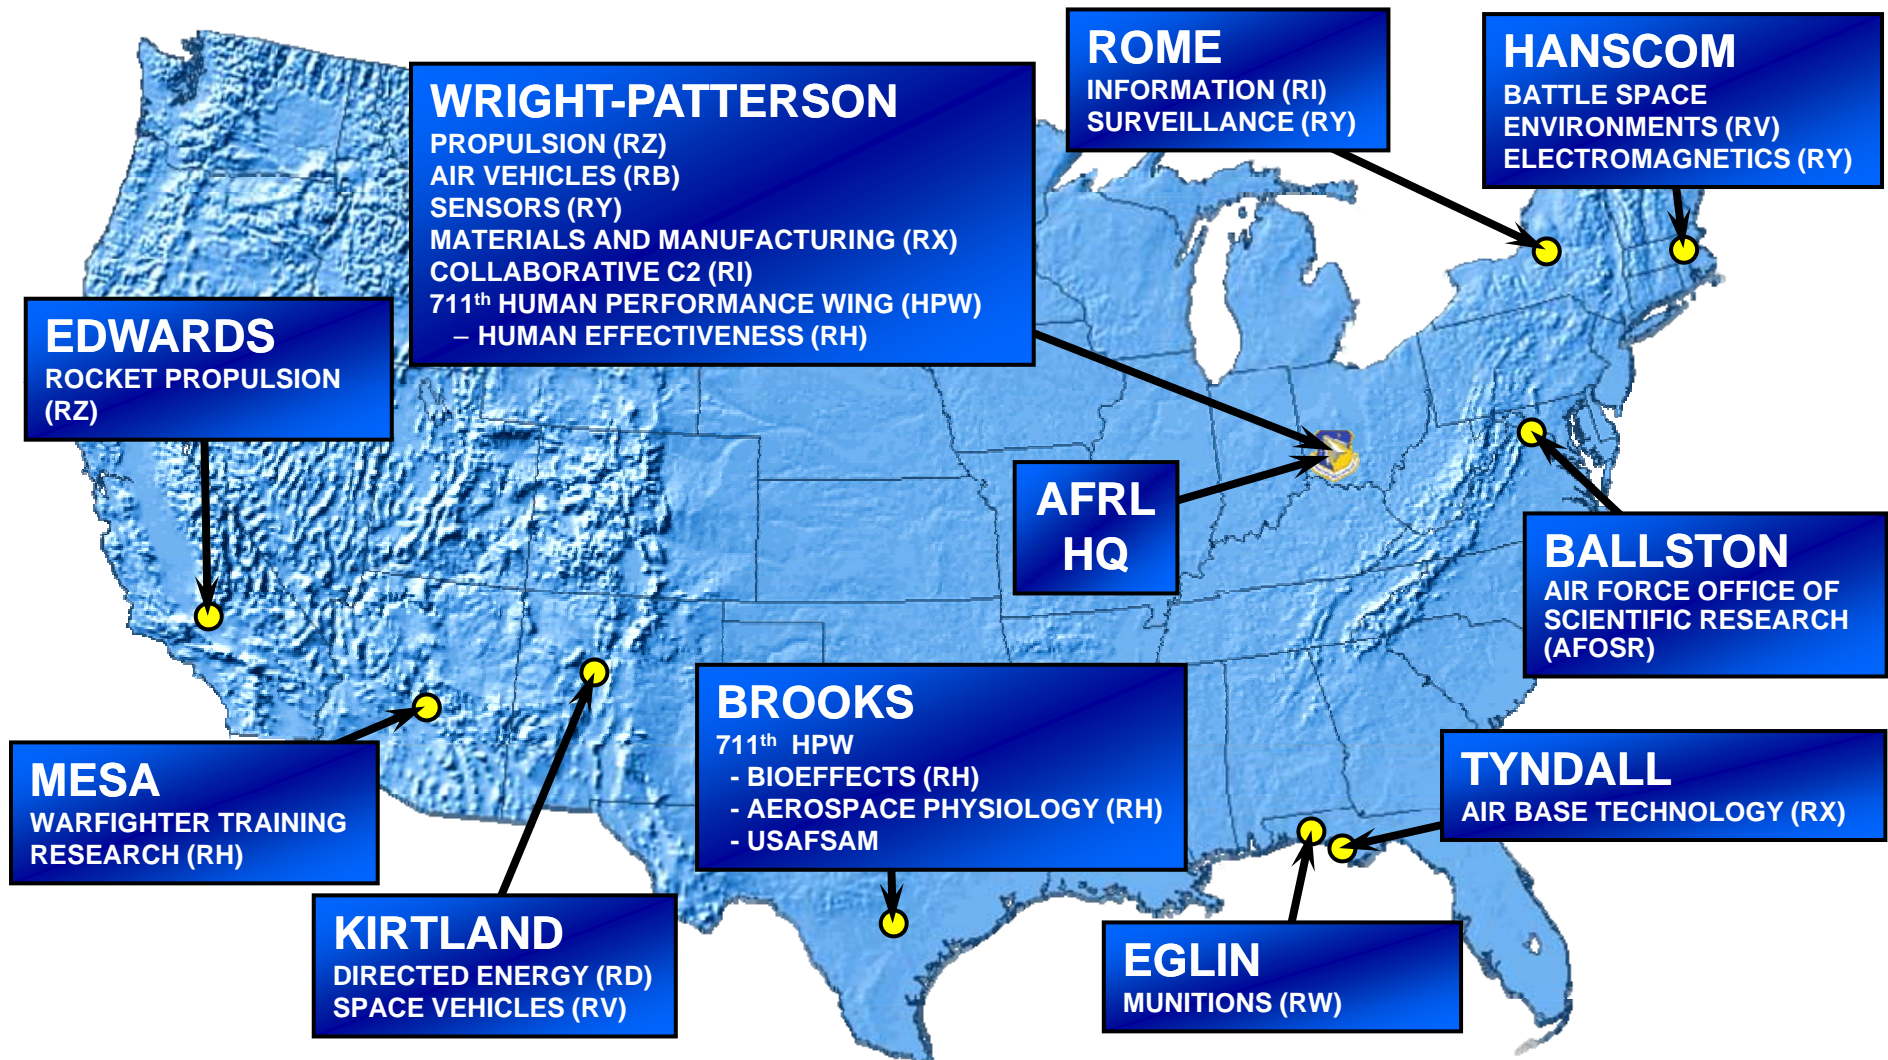 ROME
INFORMATION (RI)
SURVEILLANCE (RY)
HANSCOM
BATTLE SPACE
ENVIRONMENTS (RV)
ELECTROMAGNETICS (RY)
WRIGHT-PATTERSON
PROPULSION (RZ)
AIR VEHICLES (RB)
SENSORS (RY)
MATERIALS AND MANUFACTURING (RX)
COLLABORATIVE C2 (RI)
711th HUMAN PERFORMANCE WING (HPW)
– HUMAN EFFECTIVENESS (RH)
EDWARDS
ROCKET PROPULSION
(RZ)
AFRL
HQ
BALLSTON
AIR FORCE OFFICE OF
SCIENTIFIC RESEARCH
(AFOSR)
BROOKS
711th HPW
- BIOEFFECTS (RH)
- AEROSPACE PHYSIOLOGY (RH)
- USAFSAM
MESA
WARFIGHTER TRAINING
RESEARCH (RH)
TYNDALL
AIR BASE TECHNOLOGY (RX)
KIRTLAND
DIRECTED ENERGY (RD)
SPACE VEHICLES (RV)
EGLIN
MUNITIONS (RW)